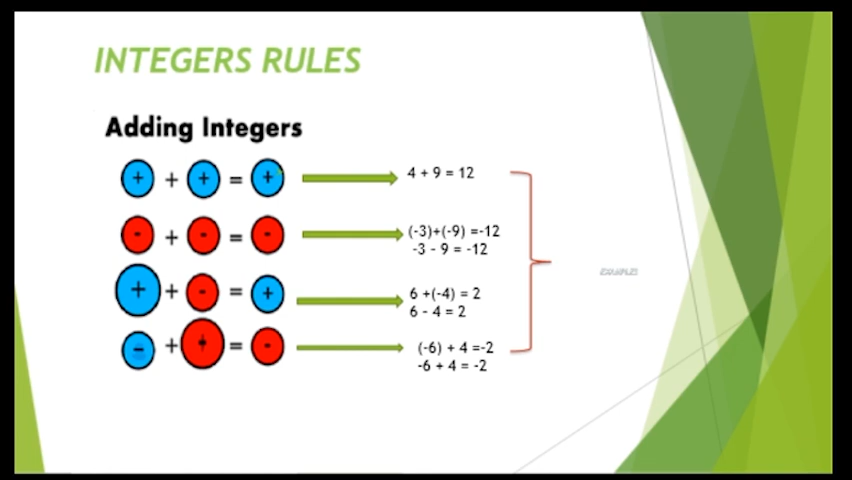 INTEGERS RULES
Adding Integers
+ + + = +
4 + 9 = 12
- + - = -
(-3)+(-9) =-12
-3 - 9 = -12
+ + - = +
6 +(-4) = 2
6 - 4 = 2
- + + = -
(-6) + 4 =-2
-6 + 4 = -2
EXAMPLES